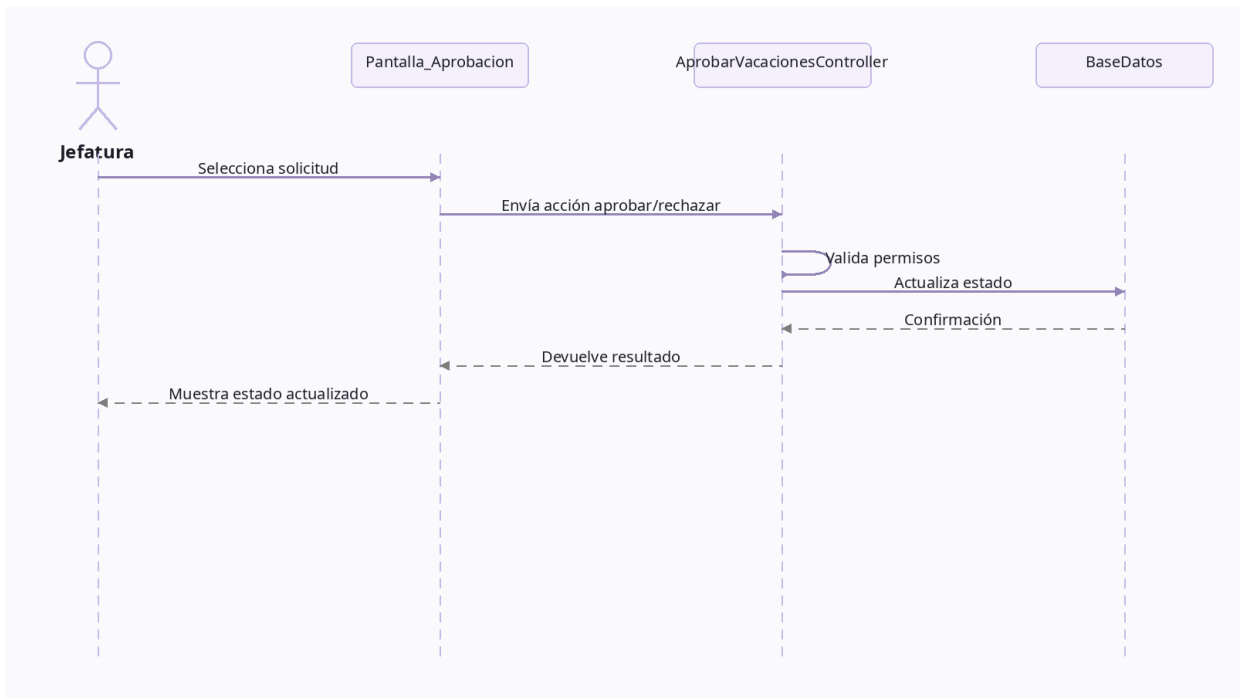 Pantalla_Aprobacion
AprobarVacacionesController
BaseDatos
Jefatura
Selecciona solicitud
Envía acción aprobar/rechazar
Valida permisos
Actualiza estado
Confirmación
Devuelve resultado
Muestra estado actualizado